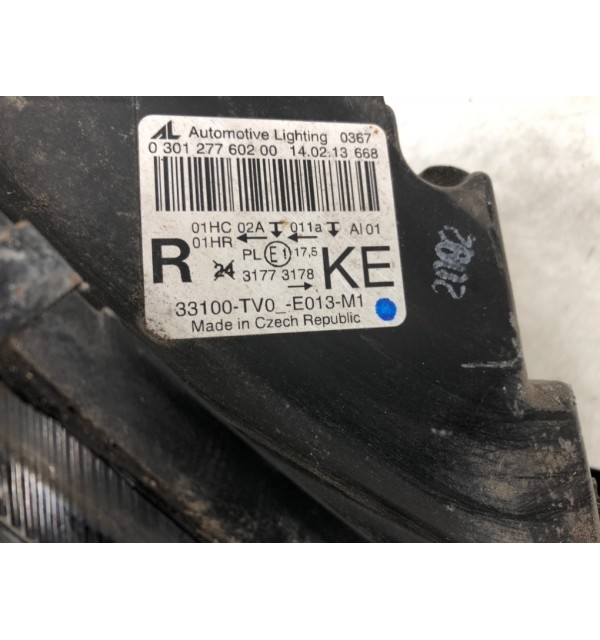 AL Automotive Lighting 0367
0 301 277 602 00 14.02.13 668
01HC 02A 011a AI 01
01HR
PL E1 17,5
R 24 3177 3178 KE
33100-TV0_-E013-M1
Made in Czech Republic